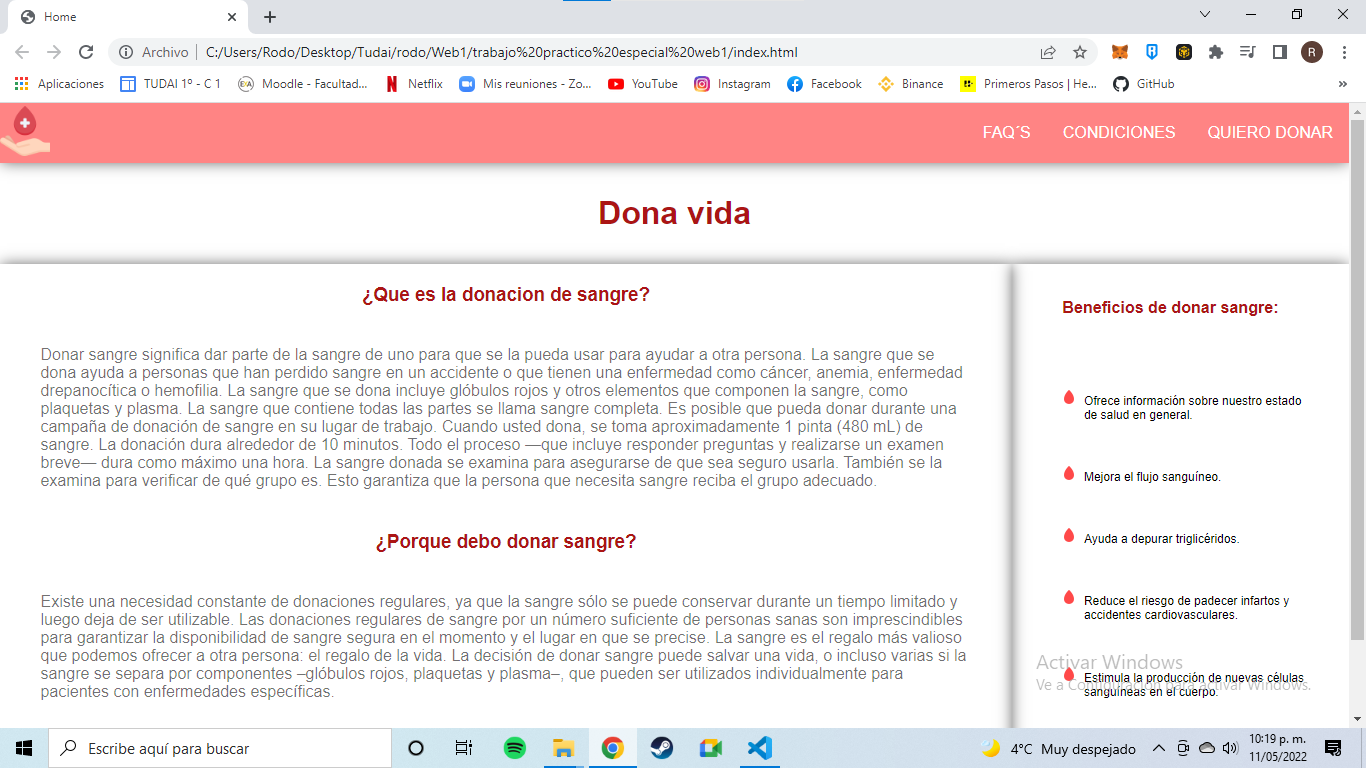 Home
Archivo | C:/Users/Rodo/Desktop/Tudai/rodo/Web1/trabajo%20practico%20especial%20web1/index.html
R
Aplicaciones TUDAI 1º - C 1 Moodle - Facultad... Netflix Mis reuniones - Zo... YouTube Instagram Facebook Binance Primeros Pasos | He... GitHub »
FAQ´S CONDICIONES QUIERO DONAR
Dona vida
¿Que es la donacion de sangre?
Donar sangre significa dar parte de la sangre de uno para que se la pueda usar para ayudar a otra persona. La sangre que se
dona ayuda a personas que han perdido sangre en un accidente o que tienen una enfermedad como cáncer, anemia, enfermedad
drepanocítica o hemofilia. La sangre que se dona incluye glóbulos rojos y otros elementos que componen la sangre, como
plaquetas y plasma. La sangre que contiene todas las partes se llama sangre completa. Es posible que pueda donar durante una
campaña de donación de sangre en su lugar de trabajo. Cuando usted dona, se toma aproximadamente 1 pinta (480 mL) de
sangre. La donación dura alrededor de 10 minutos. Todo el proceso —que incluye responder preguntas y realizarse un examen
breve— dura como máximo una hora. La sangre donada se examina para asegurarse de que sea seguro usarla. También se la
examina para verificar de qué grupo es. Esto garantiza que la persona que necesita sangre reciba el grupo adecuado.
¿Porque debo donar sangre?
Existe una necesidad constante de donaciones regulares, ya que la sangre sólo se puede conservar durante un tiempo limitado y
luego deja de ser utilizable. Las donaciones regulares de sangre por un número suficiente de personas sanas son imprescindibles
para garantizar la disponibilidad de sangre segura en el momento y el lugar en que se precise. La sangre es el regalo más valioso
que podemos ofrecer a otra persona: el regalo de la vida. La decisión de donar sangre puede salvar una vida, o incluso varias si la
sangre se separa por componentes –glóbulos rojos, plaquetas y plasma–, que pueden ser utilizados individualmente para
pacientes con enfermedades específicas.
Beneficios de donar sangre:
Ofrece información sobre nuestro estado
de salud en general.
Mejora el flujo sanguíneo.
Ayuda a depurar triglicéridos.
Reduce el riesgo de padecer infartos y
accidentes cardiovasculares.
Estimula la producción de nuevas células
sanguíneas en el cuerpo.
Activar Windows
Ve a Configuración para activar Windows.
Escribe aquí para buscar
4°C Muy despejado
10:19 p. m.
11/05/2022